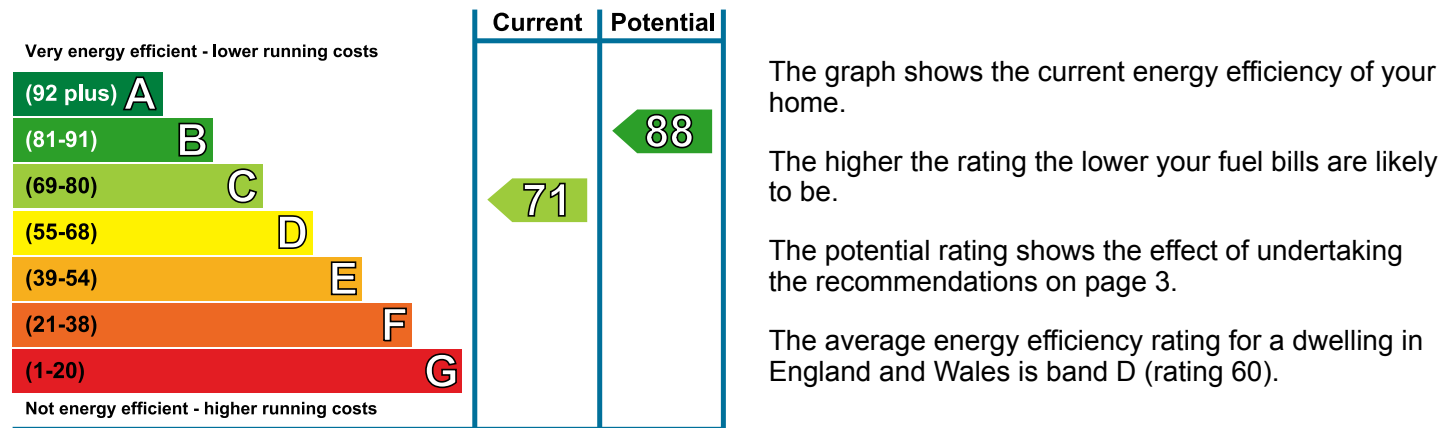 Current Potential
Very energy efficient - lower running costs
(92 plus) A
(81-91) B
(69-80) C
(55-68) D
(39-54) E
(21-38) F
(1-20) G
Not energy efficient - higher running costs
71
88
The graph shows the current energy efficiency of your
home.
The higher the rating the lower your fuel bills are likely
to be.
The potential rating shows the effect of undertaking
the recommendations on page 3.
The average energy efficiency rating for a dwelling in
England and Wales is band D (rating 60).